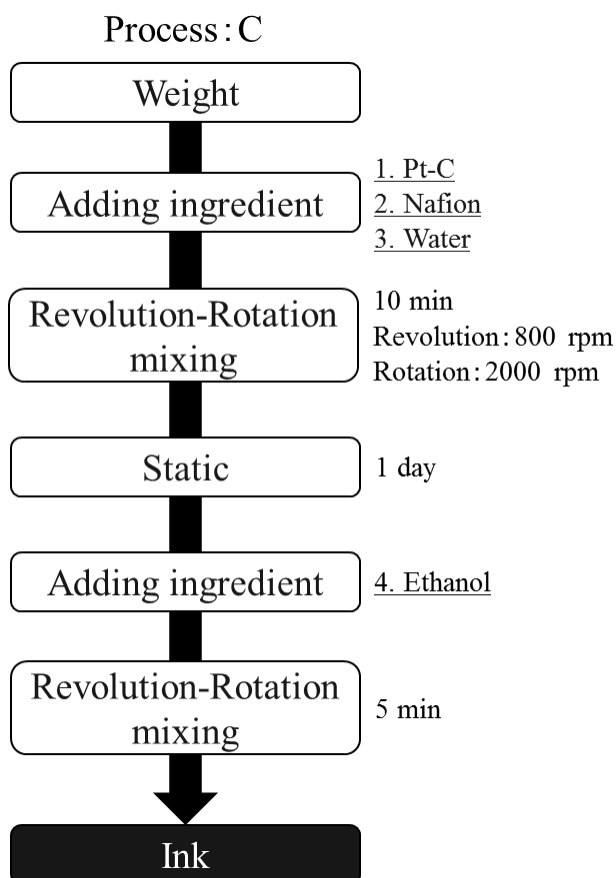 Process: C
Weight
Adding ingredient
1. Pt-C
2. Nafion
3. Water
Revolution-Rotation
mixing
10 min
Revolution: 800 rpm
Rotation: 2000 rpm
Static
1 day
Adding ingredient
4. Ethanol
Revolution-Rotation
mixing
5 min
Ink